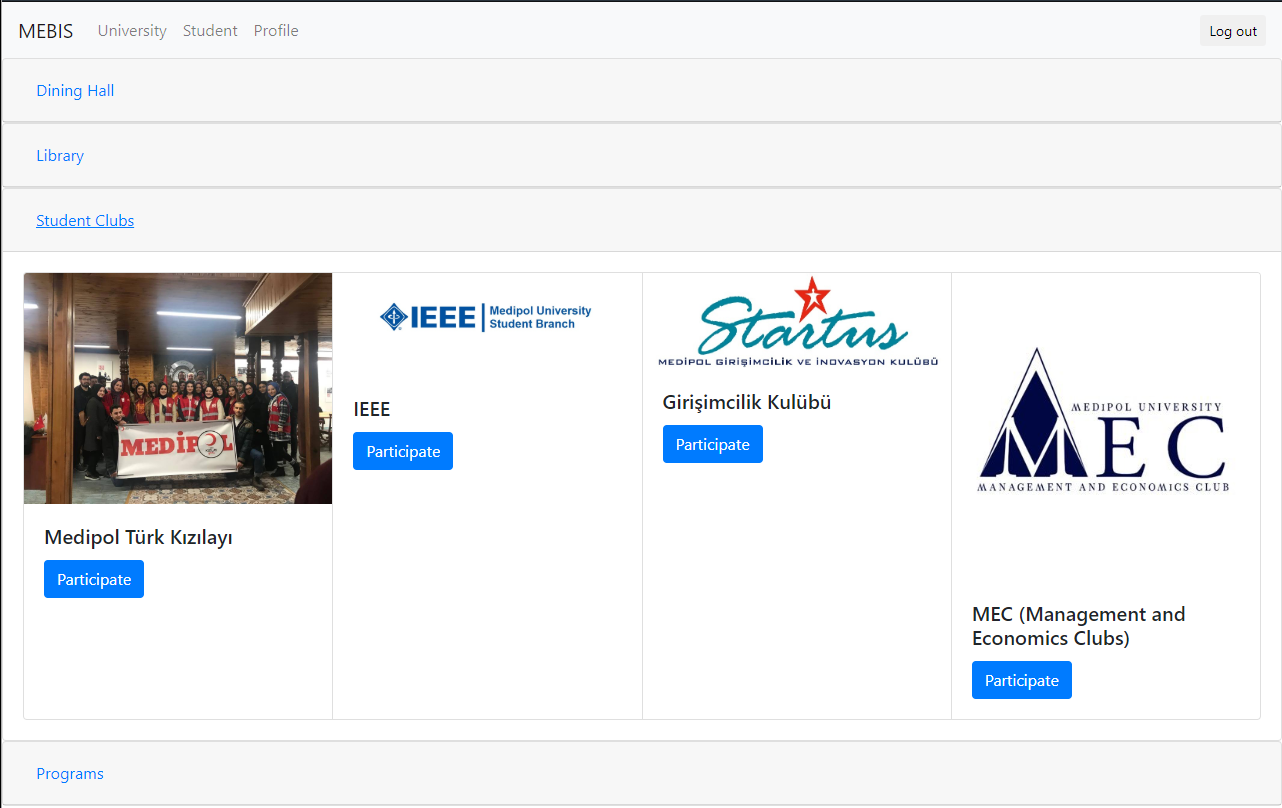 MEBIS University Student Profile Log out
Dining Hall
Library
Student Clubs
MEDİPOL
Medipol Türk Kızılayı
Participate
IEEE Medipol University
Student Branch
IEEE
Participate
Startus
MEDİPOL GİRİŞİMCİLİK VE İNOVASYON KULÜBÜ
Girişimcilik Kulübü
Participate
MEDiPOL UNIVERSITY
MEC
MANAGEMENT AND ECONOMiCS CLUB
MEC (Management and
Economics Clubs)
Participate
Programs